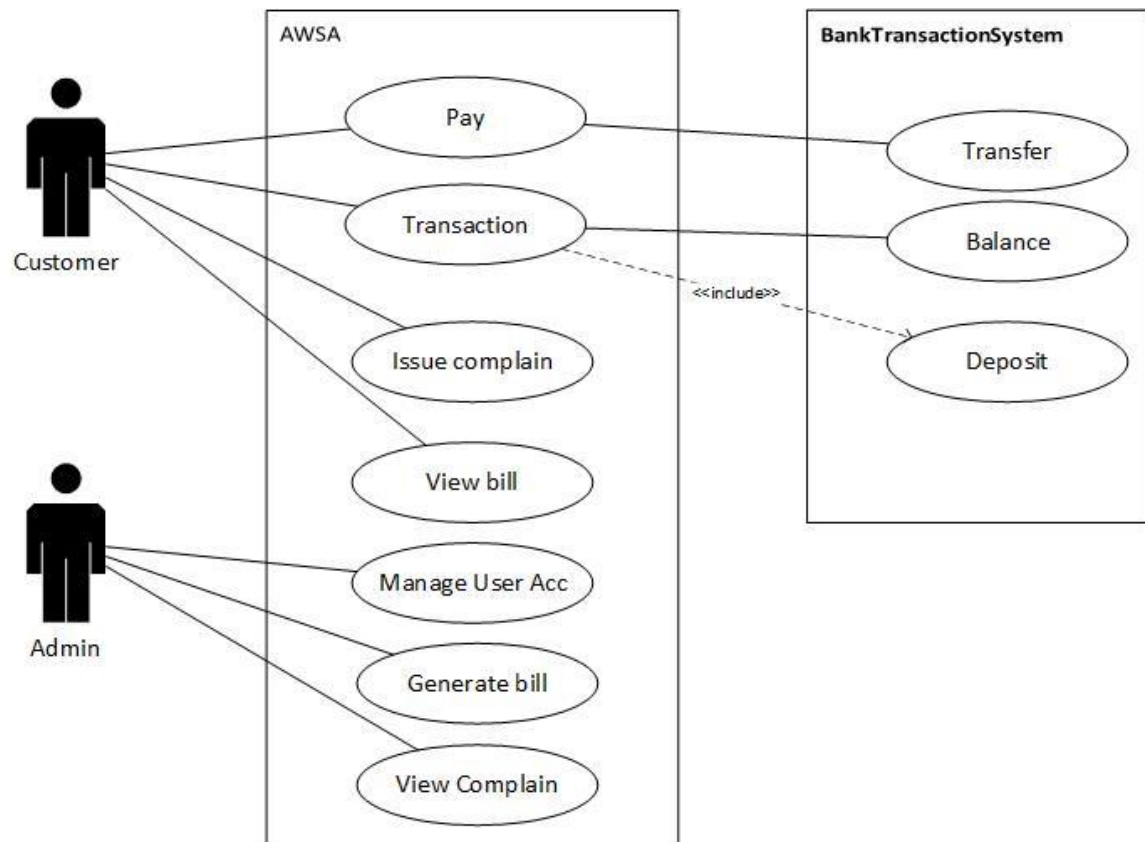 AWSA
BankTransactionSystem
Pay
Transfer
Transaction
Balance
Customer
<<include>>
Issue complain
Deposit
View bill
Manage User Acc
Admin
Generate bill
View Complain